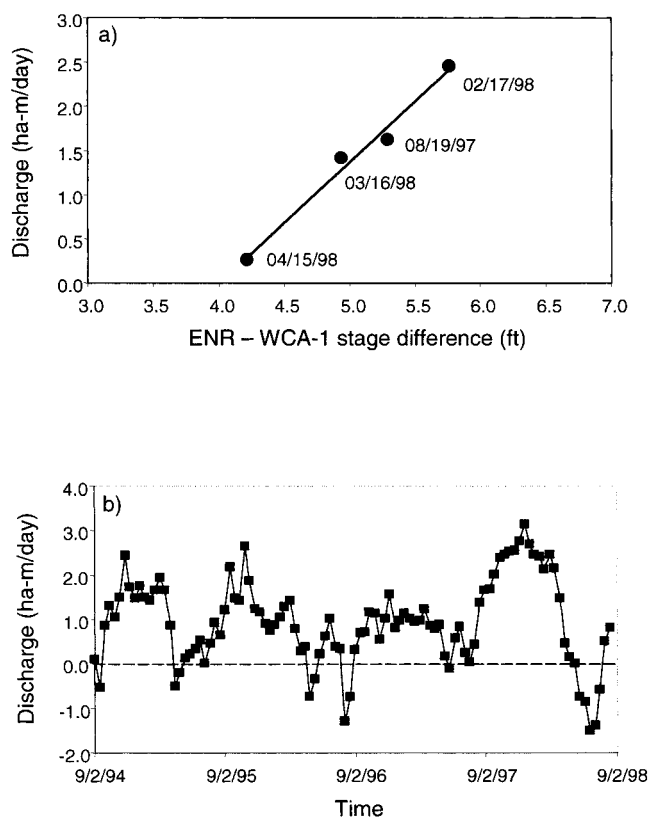 a)
Discharge (ha-m/day)
3.0
2.5
2.0
1.5
1.0
0.5
0.0
02/17/98
08/19/97
03/16/98
04/15/98
3.0 3.5 4.0 4.5 5.0 5.5 6.0 6.5 7.0
ENR – WCA-1 stage difference (ft)
b)
Discharge (ha-m/day)
4.0
3.0
2.0
1.0
0.0
-1.0
-2.0
9/2/94 9/2/95 9/2/96 9/2/97 9/2/98
Time